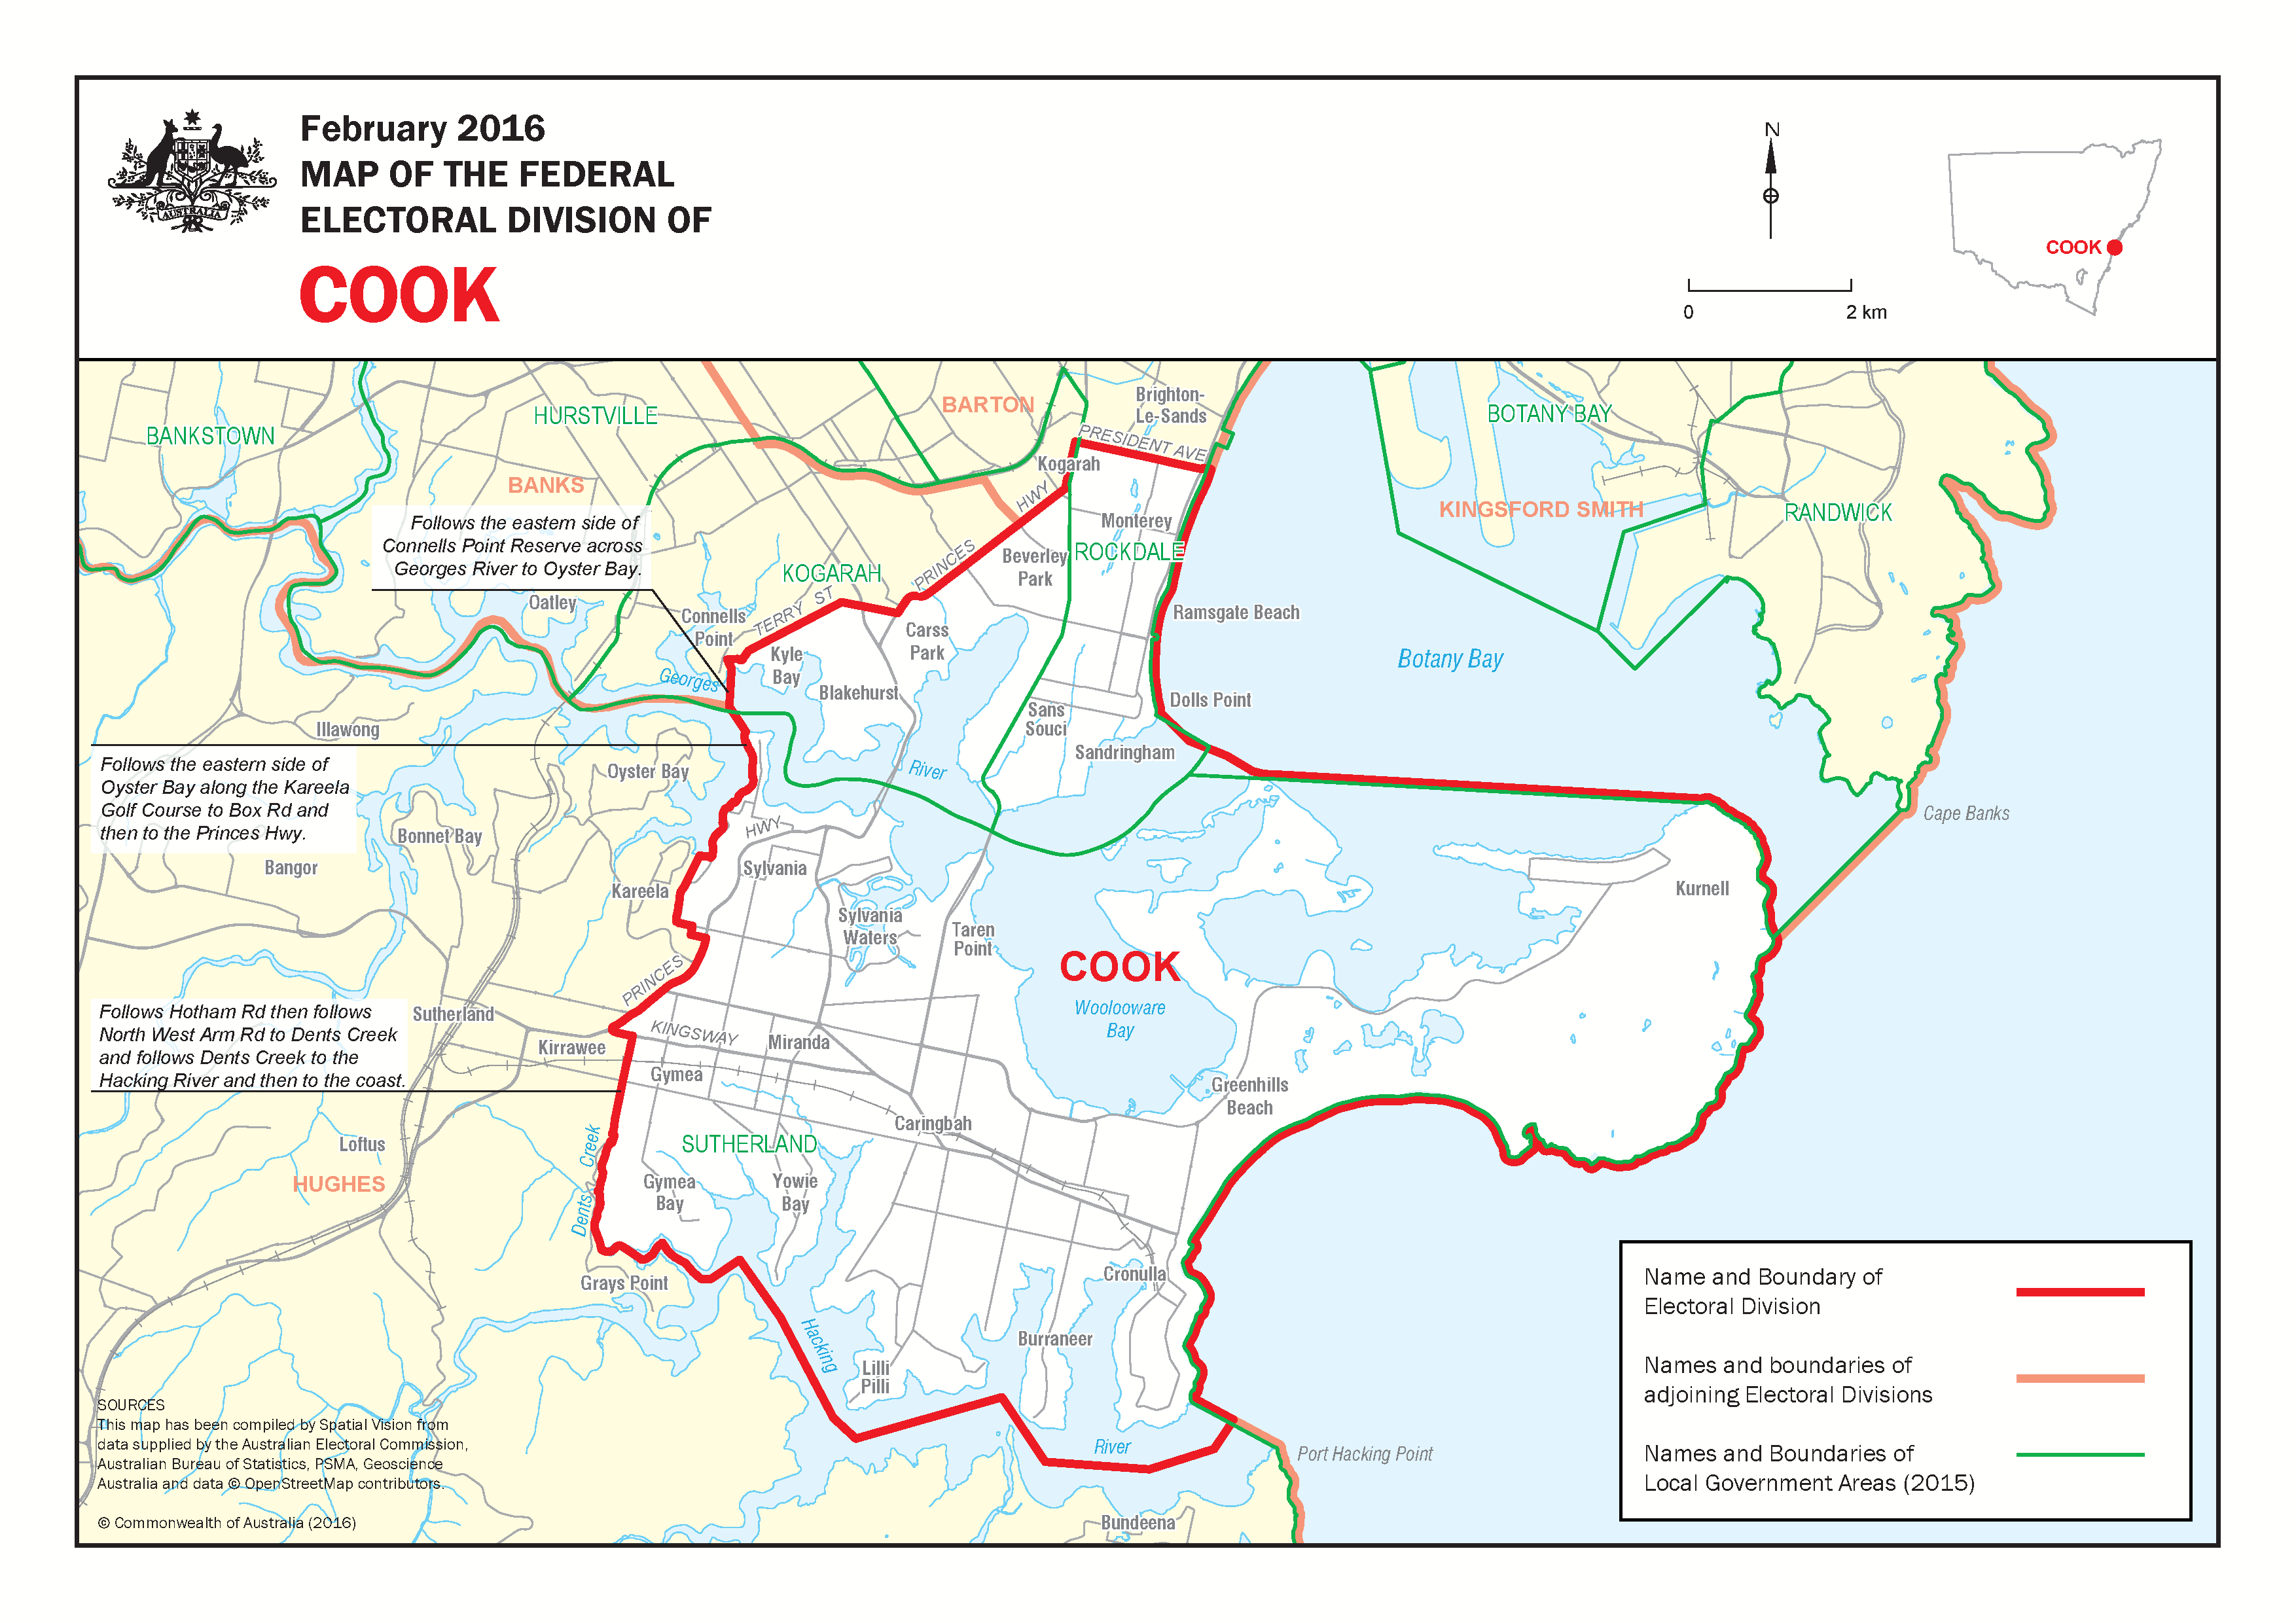 AUSTRALIA
February 2016
MAP OF THE FEDERAL
ELECTORAL DIVISION OF
COOK
N
0
2 km
COOK
BANKSTOWN
HURSTVILLE
BARTON
Brighton-
Le-Sands
BOTANY BAY
PRESIDENT AVE
Kogarah
BANKS
HWY
KINGSFORD SMITH
RANDWICK
Follows the eastern side of
Connells Point Reserve across
Georges River to Oyster Bay.
Monterey
ROCKDALE
Beverley
Park
PRINCES
KOGARAH
Oatley
Connells
Point
TERRY ST
Ramsgate Beach
Carss
Park
Kyle
Bay
Georges
Blakehurst
Botany Bay
Dolls Point
Sans
Souci
Illawong
Sandringham
Follows the eastern side of
Oyster Bay along the Kareela
Golf Course to Box Rd and
then to the Princes Hwy.
Oyster Bay
River
Cape Banks
Bonnet Bay
HWY
Bangor
Sylvania
Kareela
Kurnell
Sylvania
Waters
Taren
Point
COOK
PRINCES
Woolooware
Bay
Follows Hotham Rd then follows
North West Arm Rd to Dents Creek
and follows Dents Creek to the
Hacking River and then to the coast.
Sutherland
Kirrawee
KINGSWAY
Miranda
Gymea
Greenhills
Beach
Caringbah
Loftus
Dents Creek
SUTHERLAND
HUGHES
Gymea
Bay
Yowie
Bay
Grays Point
Cronulla
Hacking
Burraneer
Lilli
Pilli
River
Port Hacking Point
Bundeena
Name and Boundary of
Electoral Division
Names and boundaries of
adjoining Electoral Divisions
Names and Boundaries of
Local Government Areas (2015)
SOURCES
This map has been compiled by Spatial Vision from
data supplied by the Australian Electoral Commission,
Australian Bureau of Statistics, PSMA, Geoscience
Australia and data © OpenStreetMap contributors.
© Commonwealth of Australia (2016)